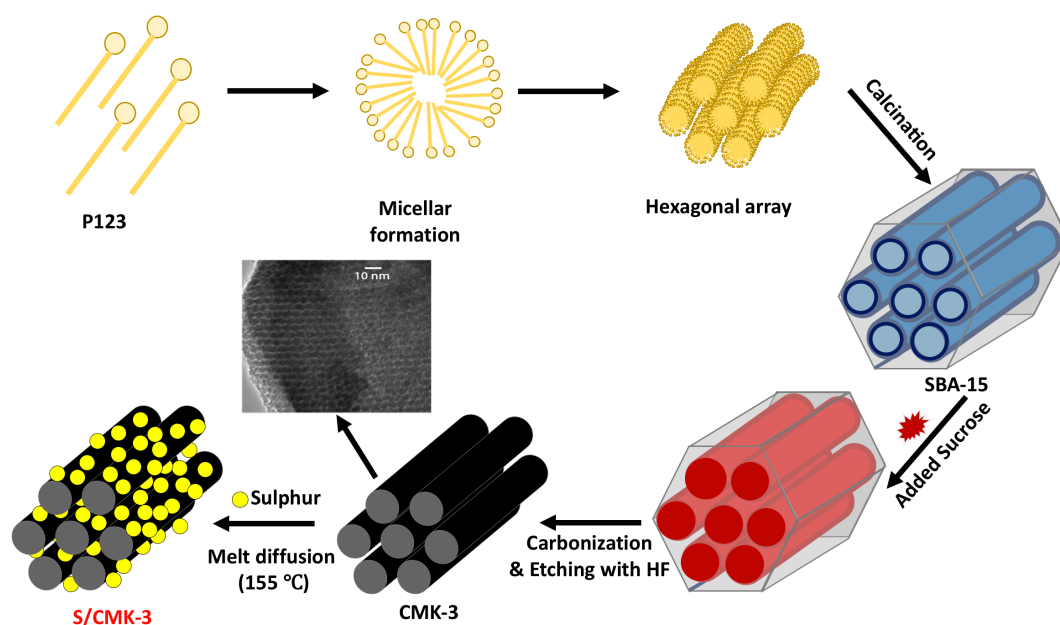 P123
Micellar
formation
Hexagonal array
Calcination
SBA-15
Added Sucrose
10 nm
Carbonization
& Etching with HF
CMK-3
Sulphur
Melt diffusion
(155 ℃)
S/CMK-3